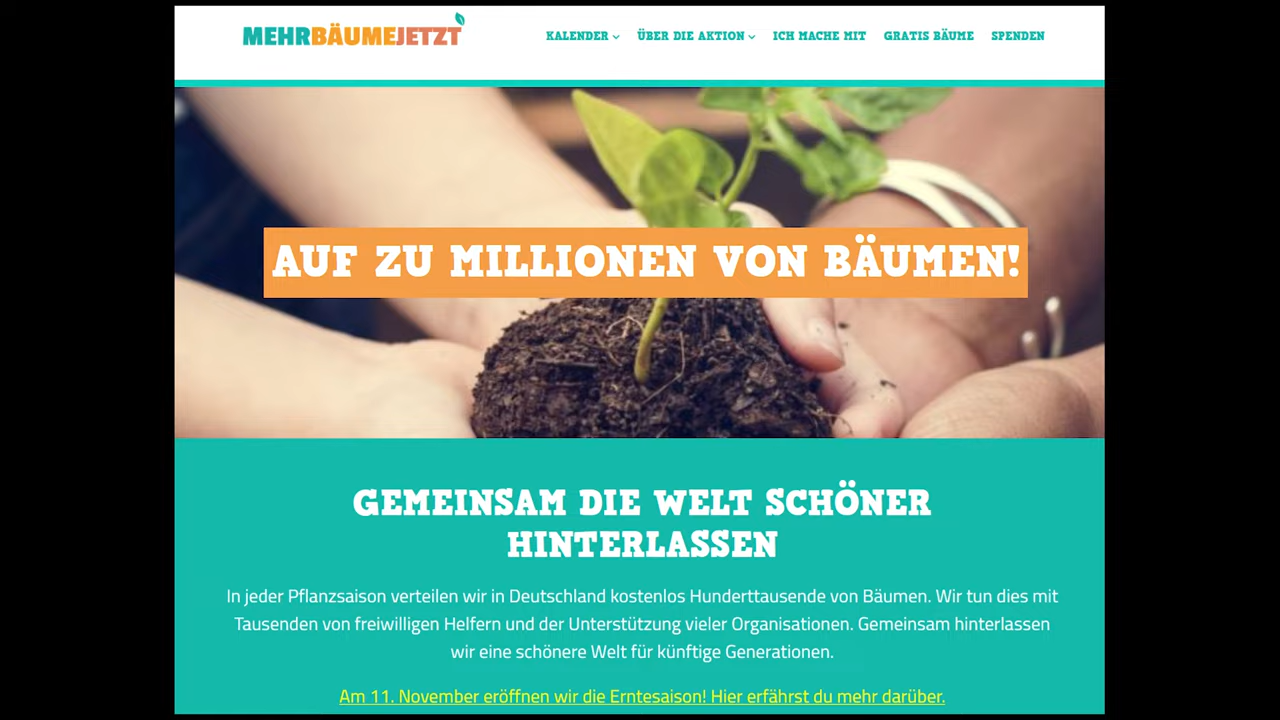 MEHRBÄUMEJETZT
KALENDER ÜBER DIE AKTION ICH MACHE MIT GRATIS BÄUME SPENDEN
AUF ZU MILLIONEN VON BÄUMEN!
GEMEINSAM DIE WELT SCHÖNER
HINTERLASSEN
In jeder Pflanzsaison verteilen wir in Deutschland kostenlos Hunderttausende von Bäumen. Wir tun dies mit
Tausenden von freiwilligen Helfern und der Unterstützung vieler Organisationen. Gemeinsam hinterlassen
wir eine schönere Welt für künftige Generationen.
Am 11. November eröffnen wir die Erntesaison! Hier erfährst du mehr darüber.